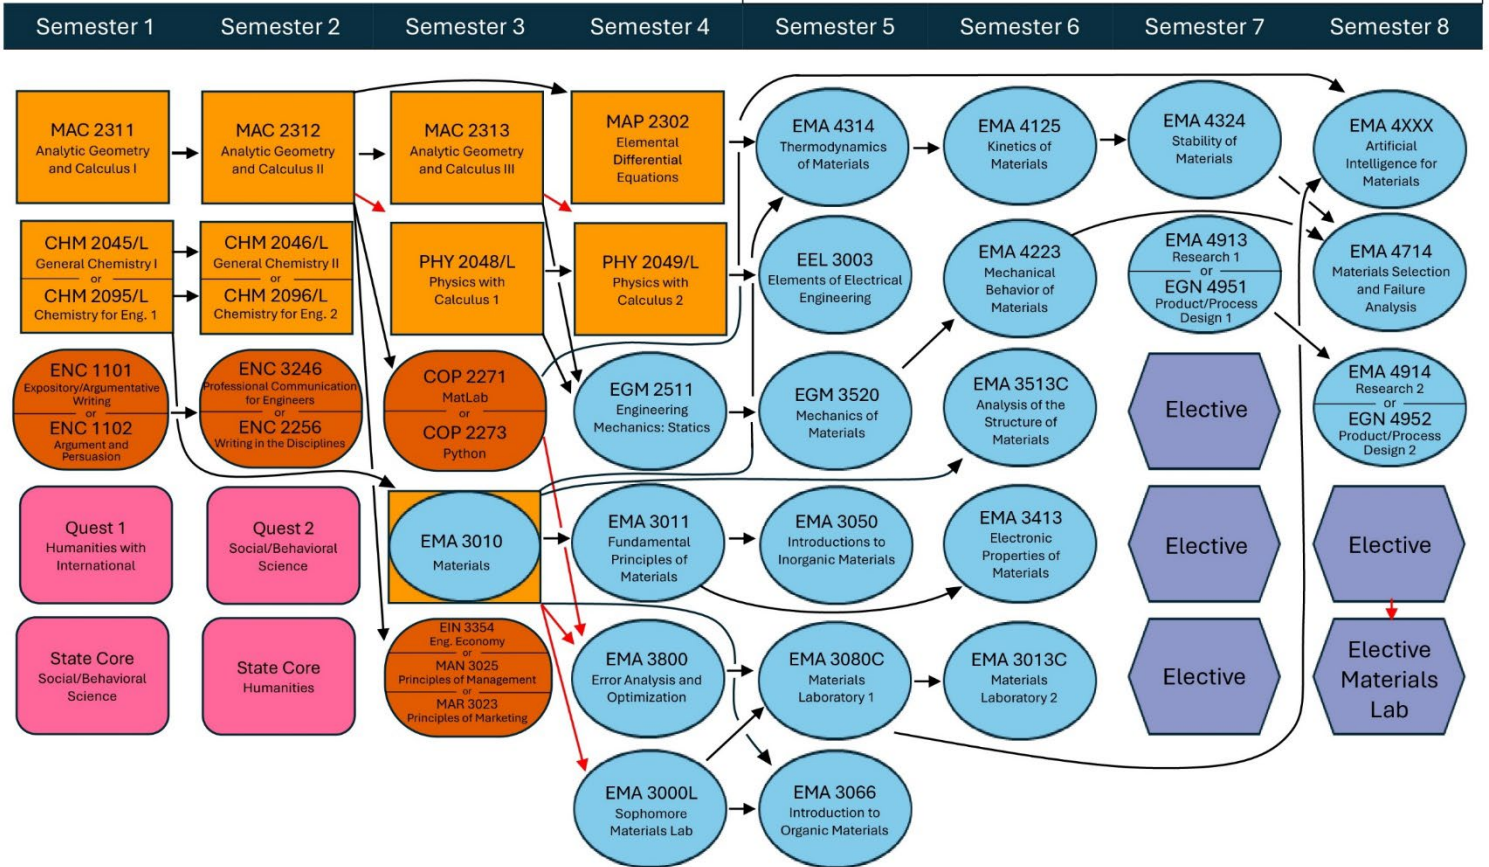 Semester 1
Semester 2
Semester 3
Semester 4
Semester 5
Semester 6
Semester 7
Semester 8
MAC 2311
Analytic Geometry
and Calculus I
CHM 2045/L
General Chemistry I
or
CHM 2095/L
Chemistry for Eng. 1
ENC 1101
Expository/Argumentative
Writing
or
ENC 1102
Argument and
Persuasion
Quest 1
Humanities with
International
State Core
Social/Behavioral
Science
MAC 2312
Analytic Geometry
and Calculus II
CHM 2046/L
General Chemistry II
or
CHM 2096/L
Chemistry for Eng. 2
ENC 3246
Professional Communication
for Engineers
or
ENC 2256
Writing in the Disciplines
Quest 2
Social/Behavioral
Science
State Core
Humanities
MAC 2313
Analytic Geometry
and Calculus III
PHY 2048/L
Physics with
Calculus 1
COP 2271
MatLab
or
COP 2273
Python
EMA 3010
Materials
EIN 3354
Eng. Economy
or
MAN 3025
Principles of Management
or
MAR 3023
Principles of Marketing
MAP 2302
Elemental
Differential
Equations
PHY 2049/L
Physics with
Calculus 2
EGM 2511
Engineering
Mechanics: Statics
EMA 3011
Fundamental
Principles of
Materials
EMA 3800
Error Analysis and
Optimization
EMA 3000L
Sophomore
Materials Lab
EMA 4314
Thermodynamics
of Materials
EEL 3003
Elements of Electrical
Engineering
EGM 3520
Mechanics of
Materials
EMA 3050
Introductions to
Inorganic Materials
EMA 3080C
Materials
Laboratory 1
EMA 3066
Introduction to
Organic Materials
EMA 4125
Kinetics of
Materials
EMA 4223
Mechanical
Behavior of
Materials
EMA 3513C
Analysis of the
Structure of
Materials
EMA 3413
Electronic
Properties of
Materials
EMA 3013C
Materials
Laboratory 2
EMA 4324
Stability of
Materials
EMA 4913
Research 1
or
EGN 4951
Product/Process
Design 1
Elective
Elective
Elective
EMA 4XXX
Artificial
Intelligence for
Materials
EMA 4714
Materials Selection
and Failure
Analysis
EMA 4914
Research 2
or
EGN 4952
Product/Process
Design 2
Elective
Elective
Materials
Lab